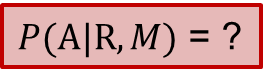 P(A|R, M) = ?